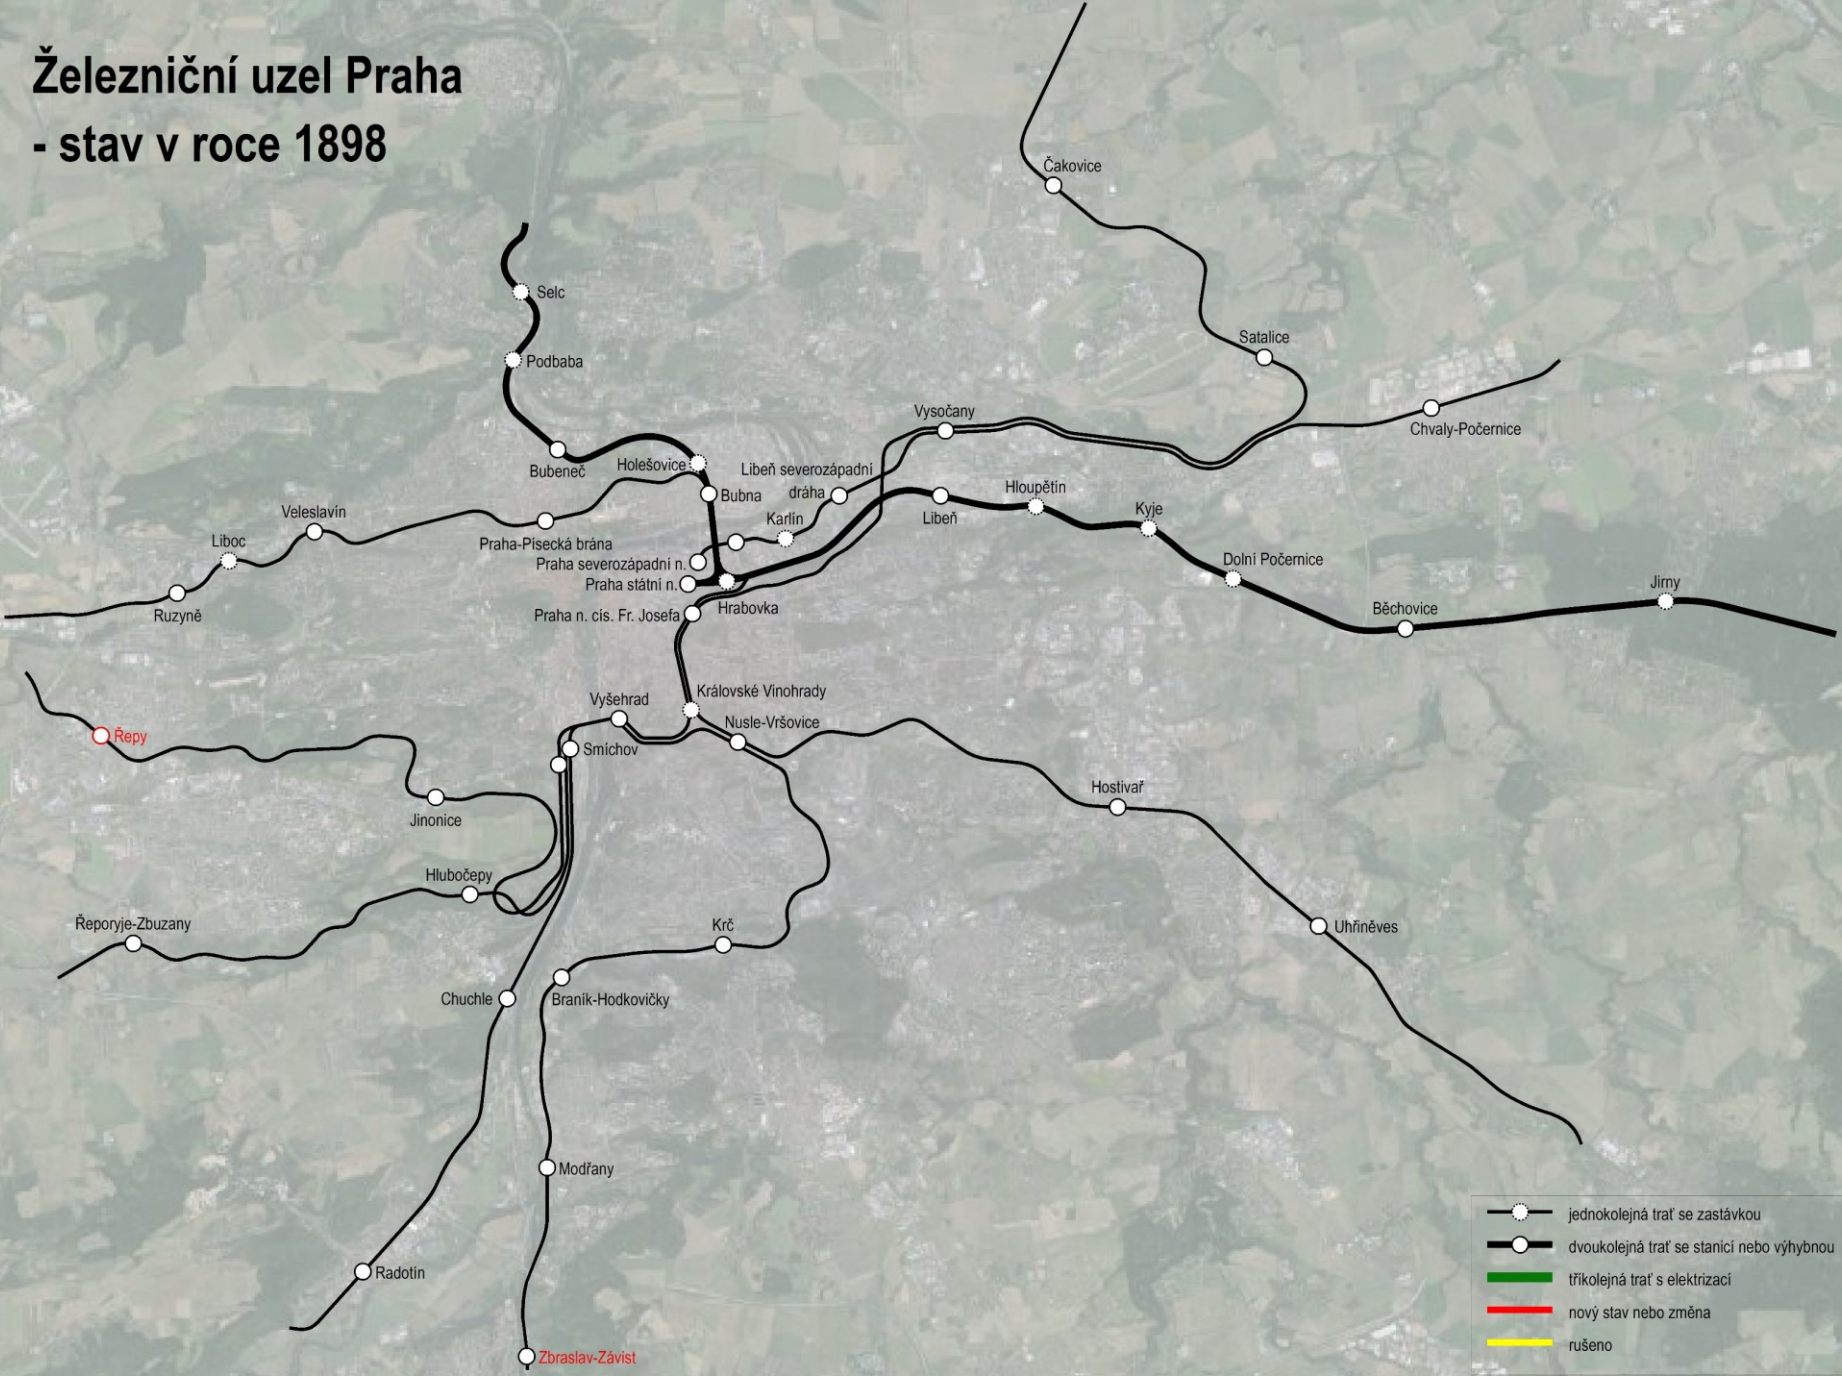 Železniční uzel Praha
- stav v roce 1898
Čakovice
Selc
Satalice
Podbaba
Vysočany
Chvaly-Počernice
Holešovice
Bubeneč
Libeň severozápadní
dráha
Bubna
Hloupětín
Veleslavín
Karlín
Libeň
Kyje
Liboc
Praha-Písecká brána
Praha severozápadní n.
Dolní Počernice
Praha státní n.
Jirny
Ruzyně
Praha n. cís. Fr. Josefa
Hrabovka
Běchovice
Vyšehrad
Královské Vinohrady
Nusle-Vršovice
Řepy
Smíchov
Hostivař
Jinonice
Hlubočepy
Řeporyje-Zbuzany
Krč
Uhřiněves
Chuchle
Braník-Hodkovičky
Modřany
Radotín
Zbraslav-Závist
jednokolejná trať se zastávkou
dvoukolejná trať se stanicí nebo výhybnou
tříkolejná trať s elektrizací
nový stav nebo změna
rušeno